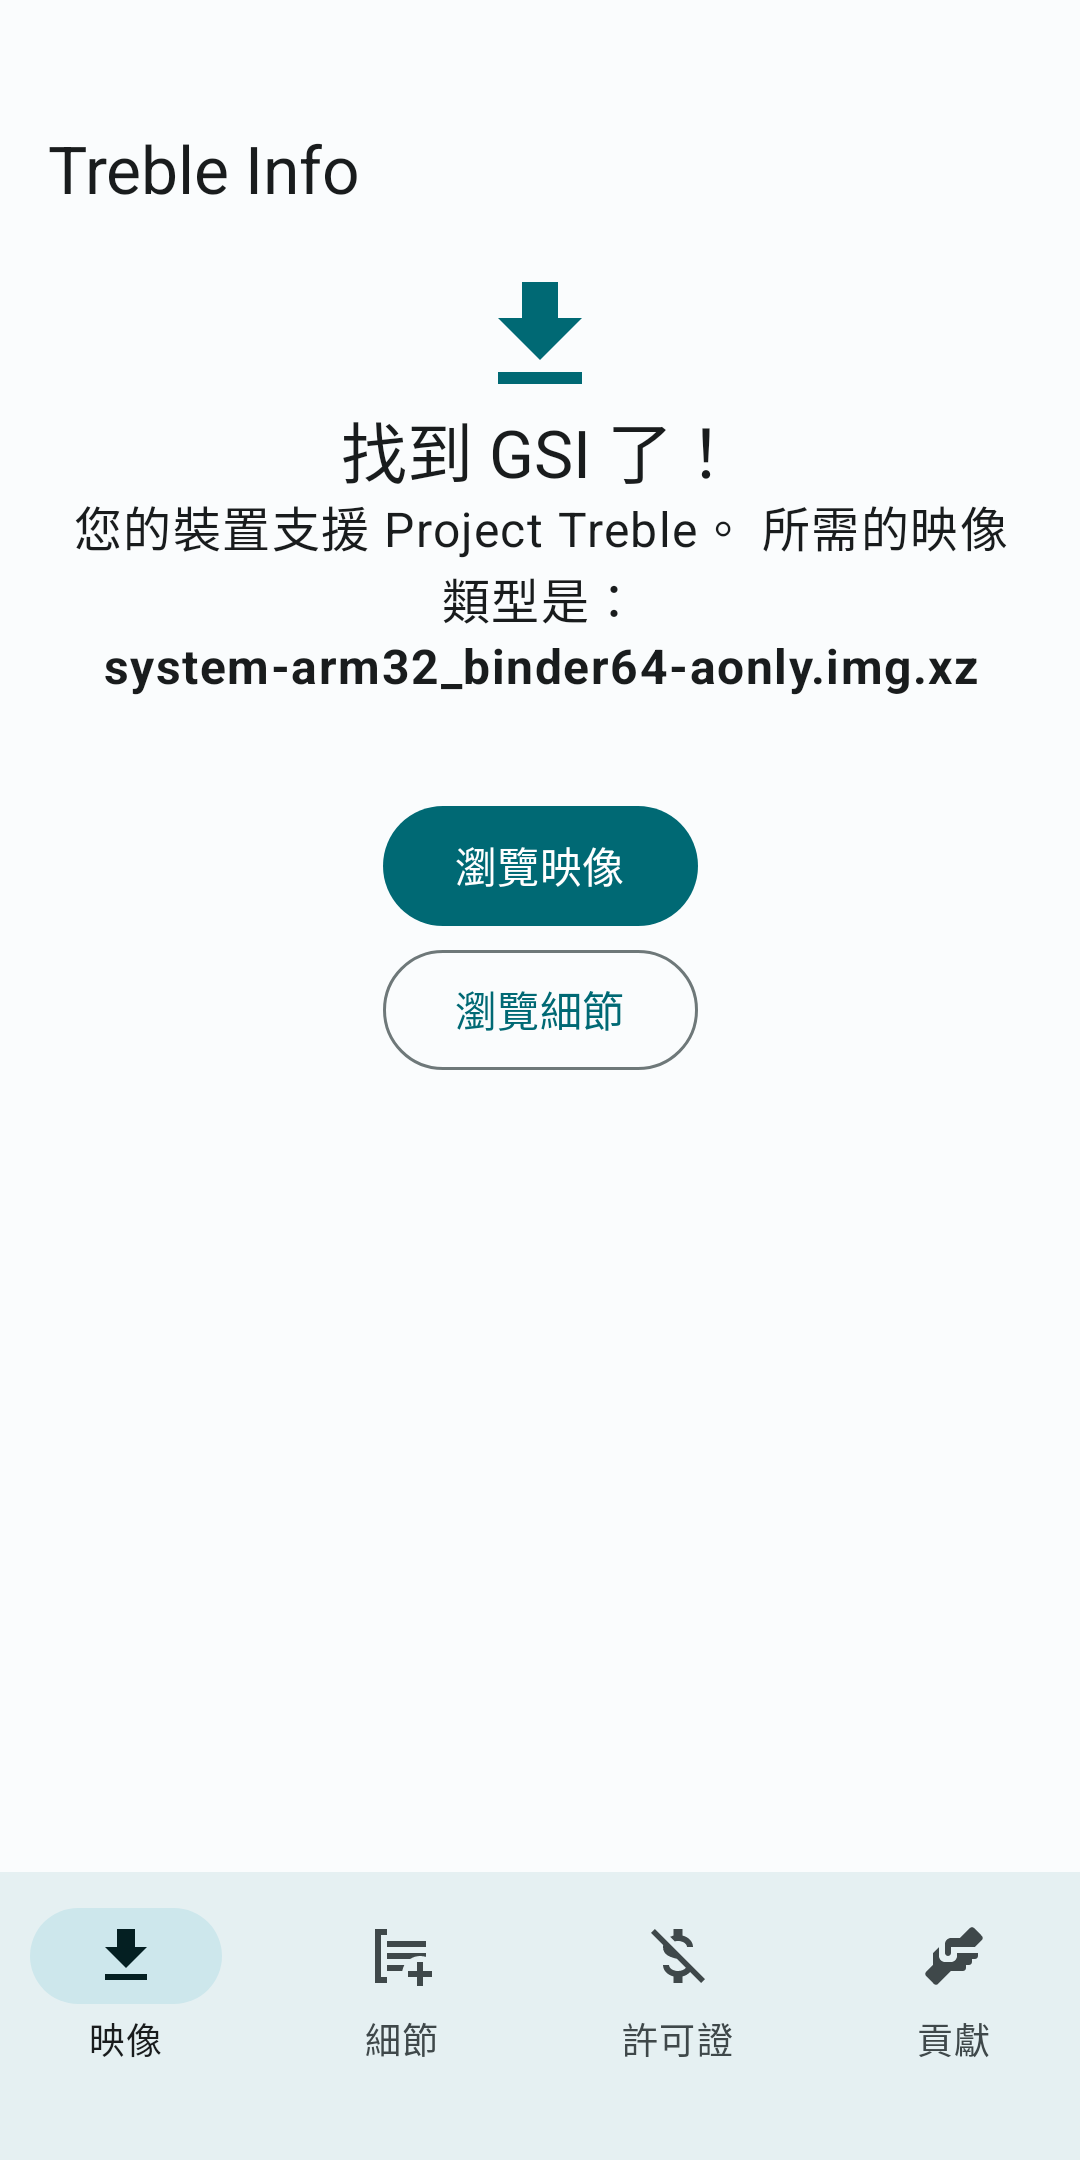 Treble Info
找到 GSI 了！
您的裝置支援 Project Treble。 所需的映像
類型是：
system-arm32_binder64-aonly.img.xz
瀏覽映像
瀏覽細節
映像
細節
許可證
貢獻